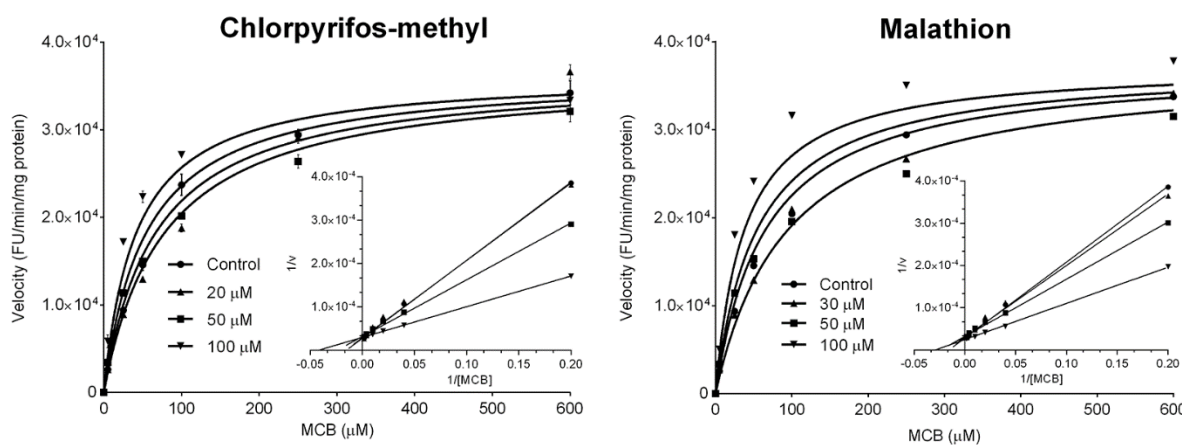 Chlorpyrifos-methyl
Velocity (FU/min/mg protein)
4.0×10⁴
3.0×10⁴
2.0×10⁴
1.0×10⁴
0
0 100 200 300 400 500 600
MCB (µM)
Control
20 µM
50 µM
100 µM
1/v
4.0×10⁻⁴
3.0×10⁻⁴
2.0×10⁻⁴
1.0×10⁻⁴
-0.05 0.00 0.05 0.10 0.15 0.20
1/[MCB]
Malathion
Velocity (FU/min/mg protein)
4.0×10⁴
3.0×10⁴
2.0×10⁴
1.0×10⁴
0
0 100 200 300 400 500 600
MCB (µM)
Control
30 µM
50 µM
100 µM
1/v
4.0×10⁻⁴
3.0×10⁻⁴
2.0×10⁻⁴
1.0×10⁻⁴
-0.05 0.00 0.05 0.10 0.15 0.20
1/[MCB]